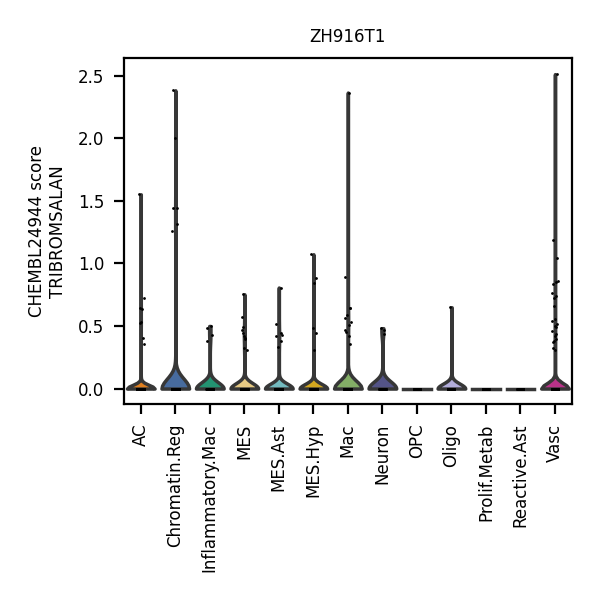 ZH916T1
CHEMBL24944 score
TRIBROMSALAN
2.5
2.0
1.5
1.0
0.5
0.0
AC
Chromatin.Reg
Inflammatory.Mac
MES
MES.Ast
MES.Hyp
Mac
Neuron
OPC
Oligo
Prolif.Metab
Reactive.Ast
Vasc